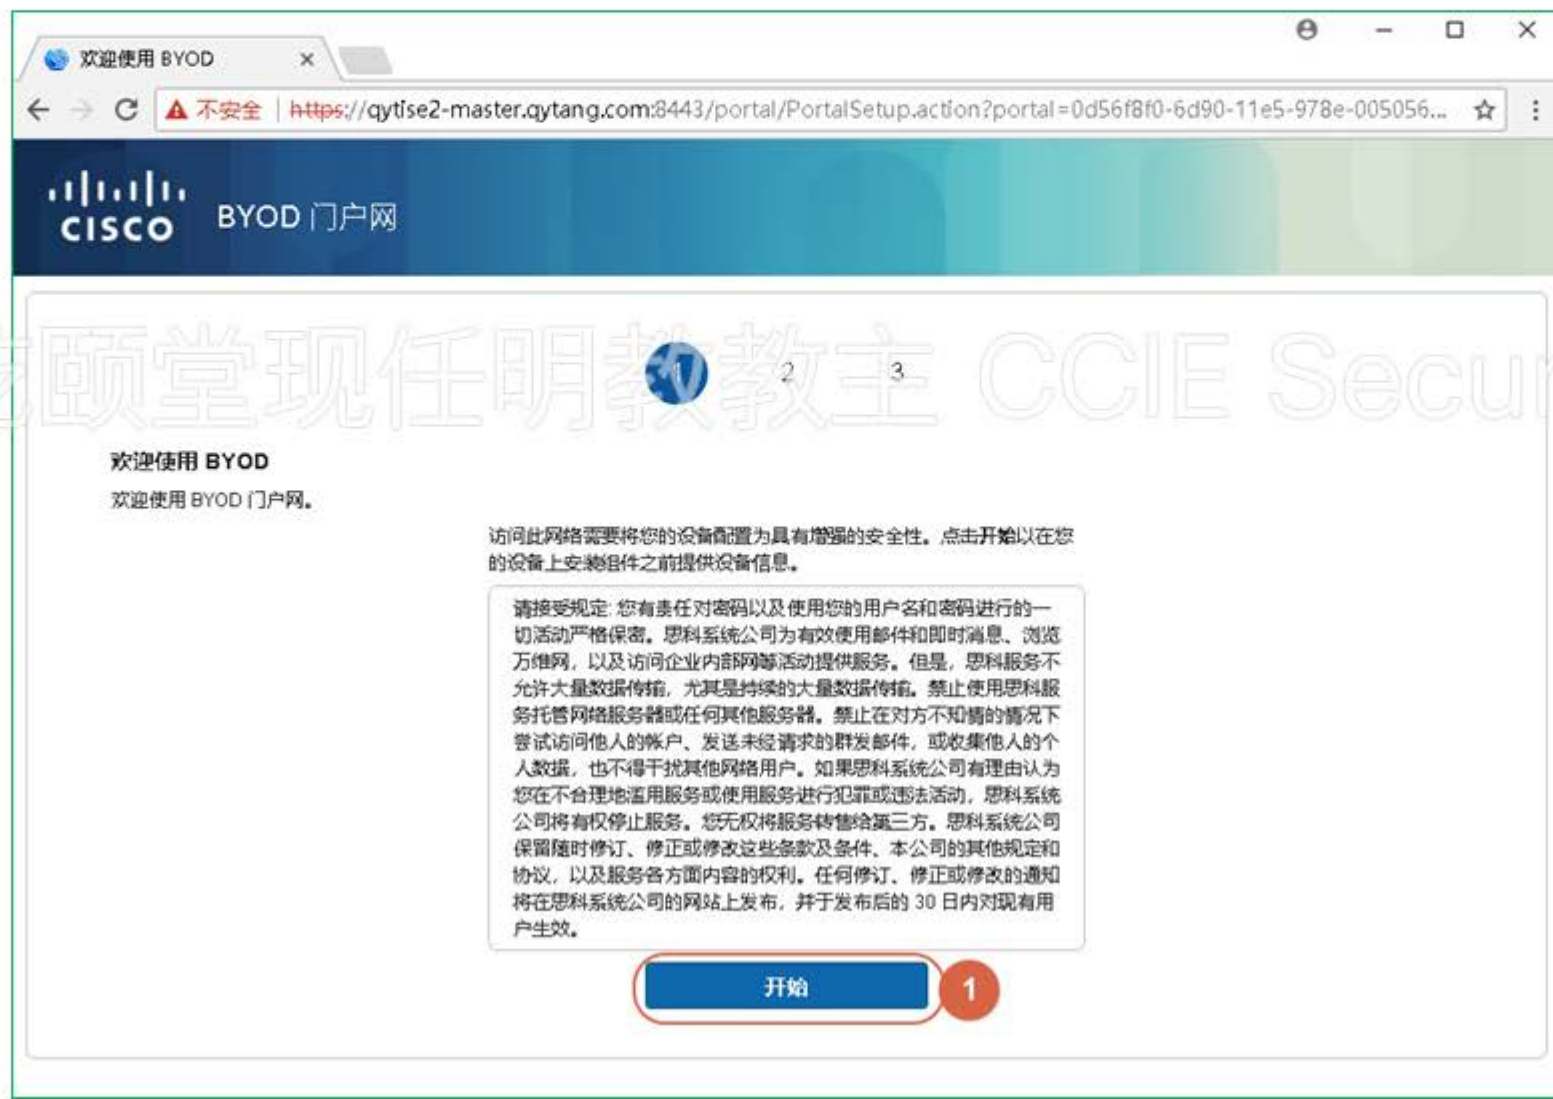 欢迎使用 BYOD
不安全 | https://qytise2-master.qytang.com:8443/portal/PortalSetup.action?portal=0d56f8f0-6d90-11e5-978e-005056...
CISCO BYOD 门户网
颐堂现任明教教主 CCIE Secur
1 2 3
欢迎使用 BYOD
欢迎使用 BYOD 门户网。
访问此网络需要将您的设备配置为具有增强的安全性。点击开始以在您
的设备上安装组件之前提供设备信息。
请接受规定: 您有责任对密码以及使用您的用户名和密码进行的一
切活动严格保密。思科系统公司为有效使用邮件和即时消息、浏览
万维网，以及访问企业内部网等活动提供服务。但是，思科服务不
允许大量数据传输，尤其是持续的大量数据传输。禁止使用思科服
务托管网络服务器或任何其他服务器。禁止在对方不知情的情况下
尝试访问他人的帐户、发送未经请求的群发邮件，或收集他人的个
人数据，也不得干扰其他网络用户。如果思科系统公司有理由认为
您在不合理地滥用服务或使用服务进行犯罪或违法活动，思科系统
公司将有权停止服务。您无权将服务转售给第三方。思科系统公司
保留随时修订、修正或修改这些条款及条件、本公司的其他规定和
协议，以及服务各方面内容的权利。任何修订、修正或修改的通知
将在思科系统公司的网站上发布，并于发布后的 30 日内对现有用
户生效。
开始 1